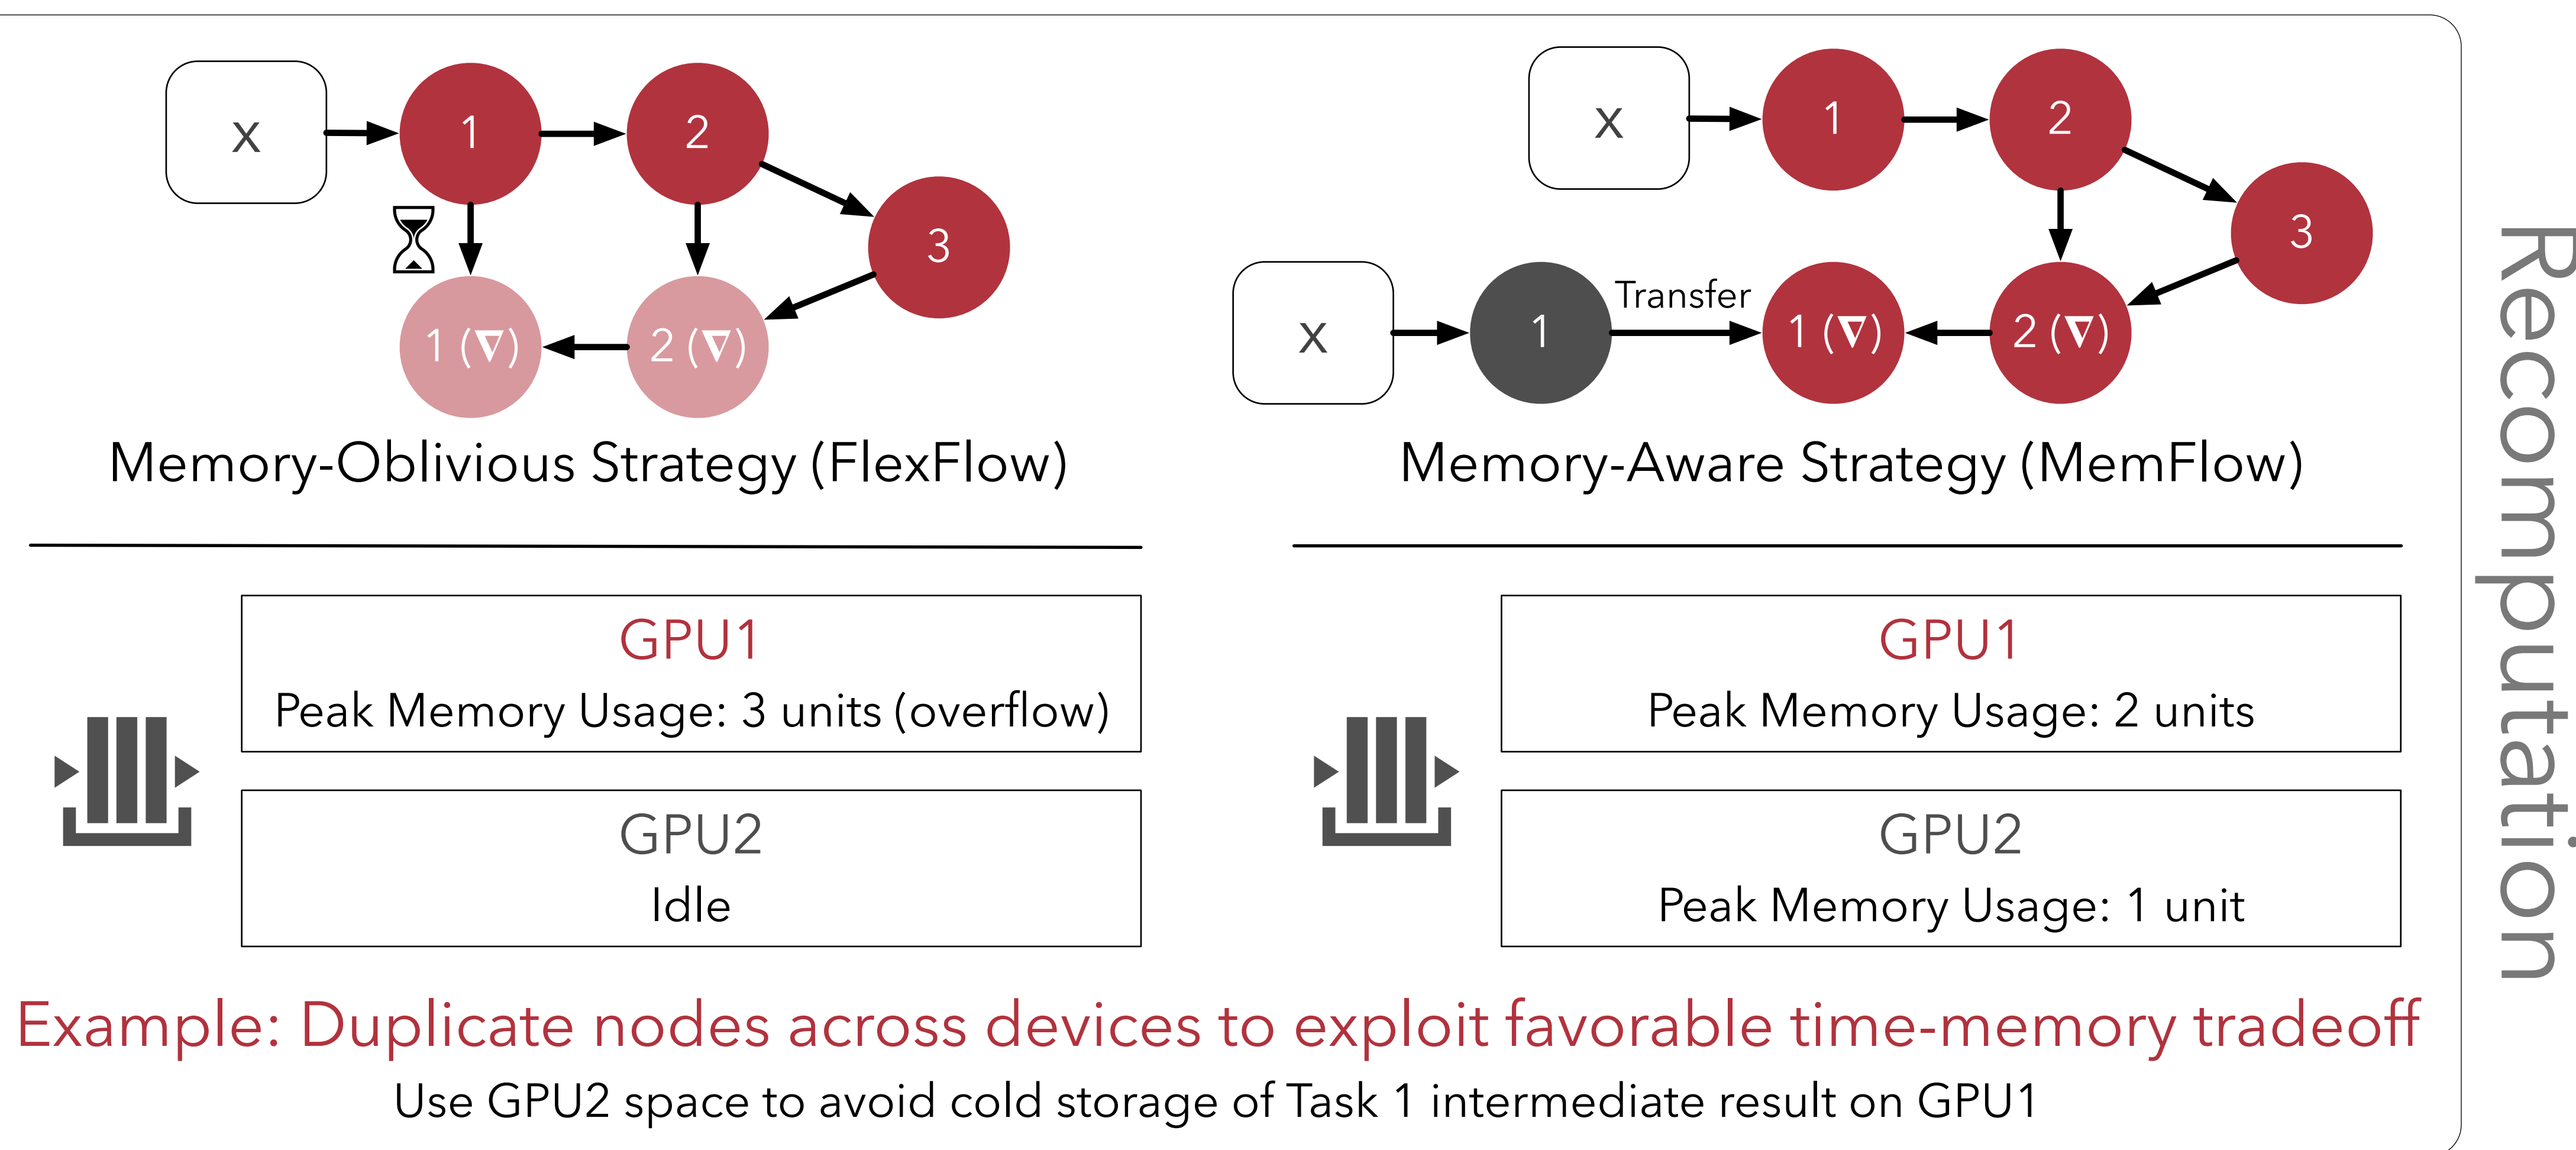 x
1
2
3
1 (∇)
2 (∇)
Memory-Oblivious Strategy (FlexFlow)
GPU1
Peak Memory Usage: 3 units (overflow)
GPU2
Idle
x
1
2
3
x
1
Transfer
1 (∇)
2 (∇)
Memory-Aware Strategy (MemFlow)
GPU1
Peak Memory Usage: 2 units
GPU2
Peak Memory Usage: 1 unit
Example: Duplicate nodes across devices to exploit favorable time-memory tradeoff
Use GPU2 space to avoid cold storage of Task 1 intermediate result on GPU1
Recomputation